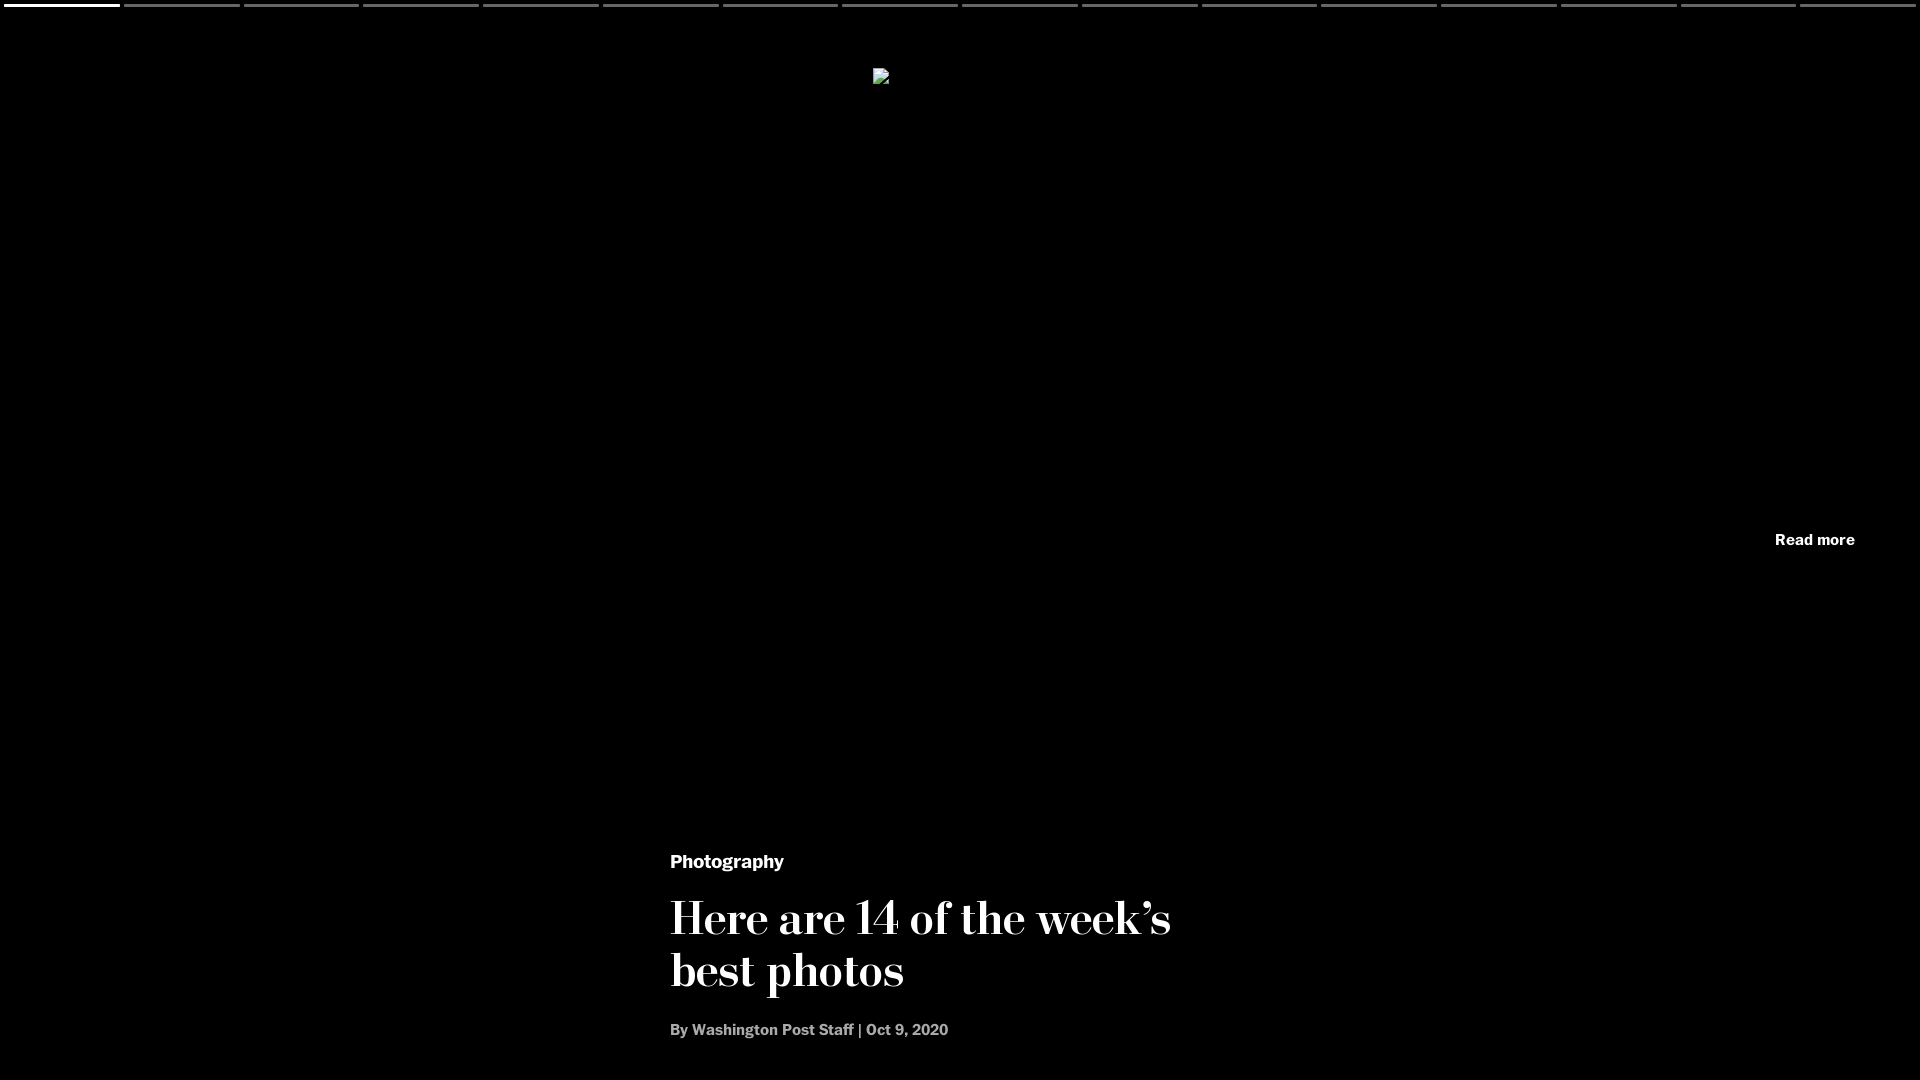 Read more
Photography
Here are 14 of the week’s
best photos
By Washington Post Staff | Oct 9, 2020